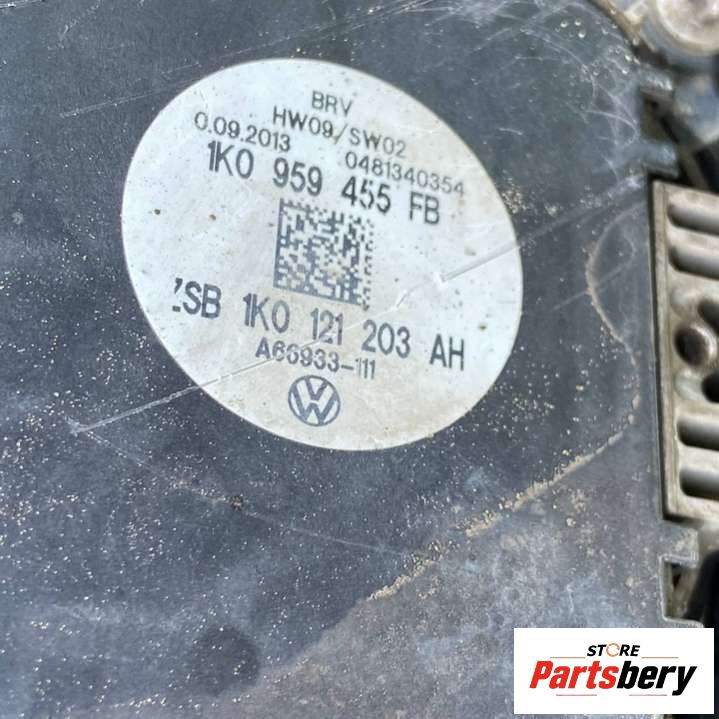 BRV
HW09/SW02
0.09.2013 0481340354
1K0 959 455 FB
ZSB 1K0 121 203 AH
A66933-111
VW
STORE
Partsbery